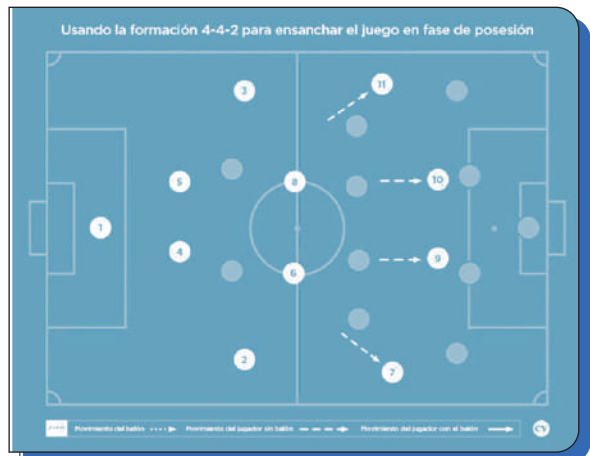 Usando la formación 4-4-2 para ensanchar el juego en fase de posesión
3
11
5
8
10
1
4
6
9
2
7
Movimiento del balón
Movimiento del jugador sin balón
Movimiento del jugador con el balón
CV